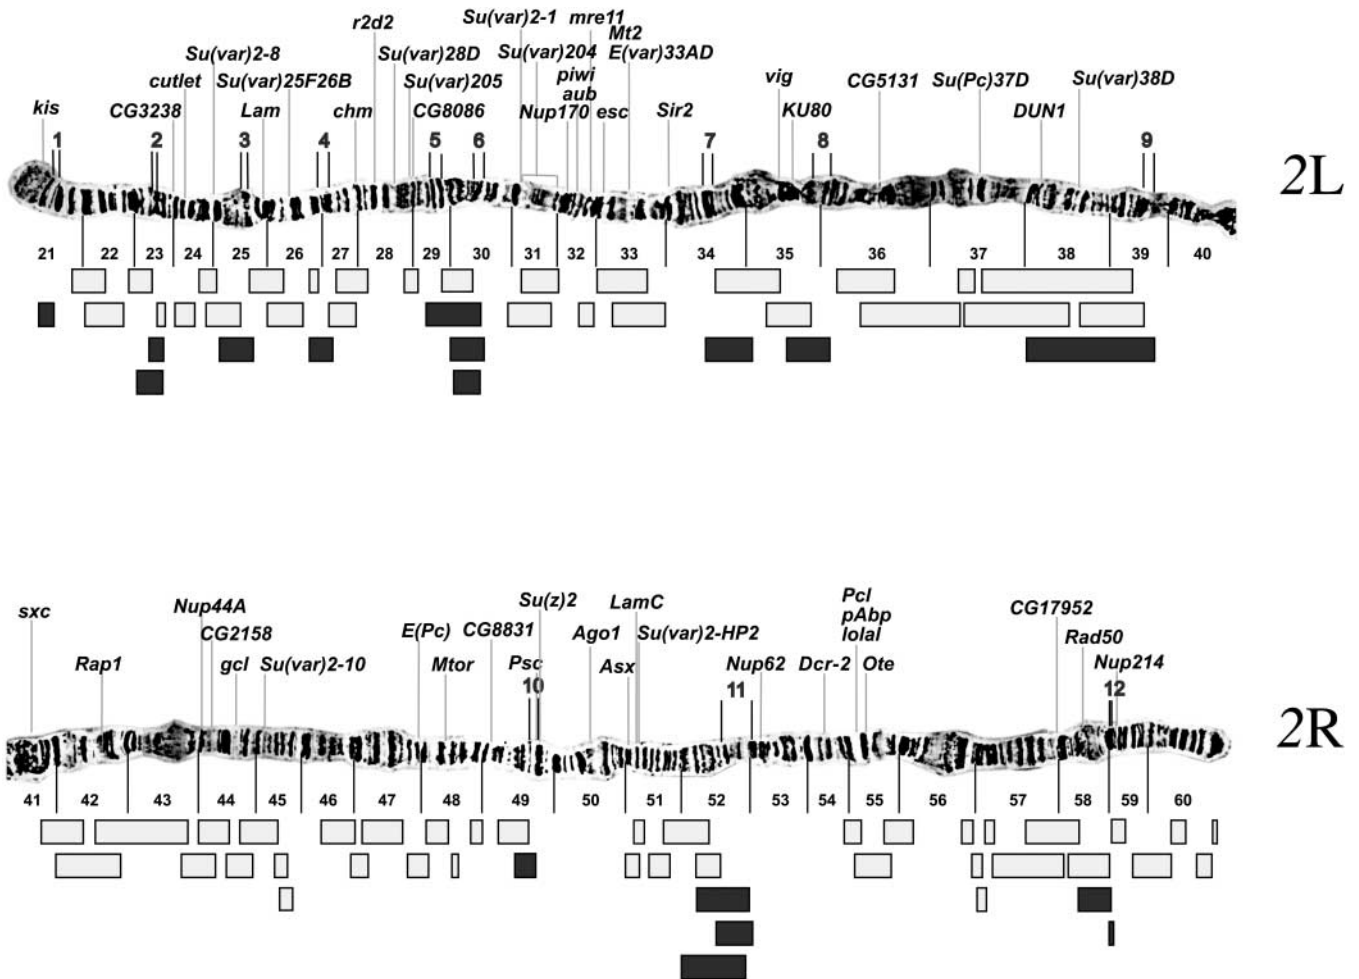 r2d2 Su(var)2-1 mre11 Mt2
Su(var)2-8 Su(var)28D Su(var)204 E(var)33AD
cutlet Su(var)25F26B Su(var)205 piwi vig CG5131 Su(Pc)37D Su(var)38D
aub
kis CG3238 Lam chm CG8086 Nup170 esc Sir2 KU80 DUN1
1 2 3 4 5 6 7 8 9
2L
21 22 23 24 25 26 27 28 29 30 31 32 33 34 35 36 37 38 39 40
Su(z)2 LamC Pcl
sxc Nup44A pAbp CG17952
CG2158 E(Pc) CG8831 Ago1 Su(var)2-HP2 lolal Rad50
Rap1 gcl Su(var)2-10 Mtor Psc Asx Nup62 Dcr-2 Ote Nup214
10 11 12
2R
41 42 43 44 45 46 47 48 49 50 51 52 53 54 55 56 57 58 59 60